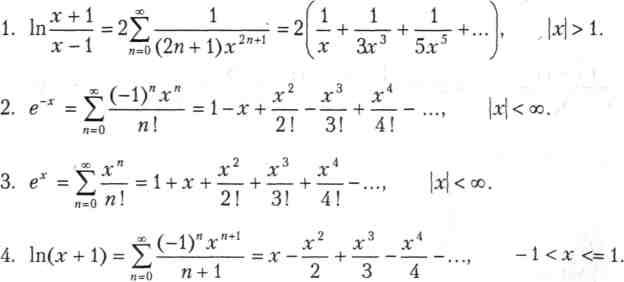 1. ln (x + 1)/(x − 1) = 2 ∑_{n=0}^{∞} 1/((2n + 1)x^{2n+1}) = 2(1/x + 1/(3x^3) + 1/(5x^5) + ...), |x| > 1.
2. e^{-x} = ∑_{n=0}^{∞} ((−1)^n x^n)/n! = 1 − x + x^2/2! − x^3/3! + x^4/4! − ..., |x| < ∞.
3. e^x = ∑_{n=0}^{∞} x^n/n! = 1 + x + x^2/2! + x^3/3! + x^4/4! − ..., |x| < ∞.
4. ln(x + 1) = ∑_{n=0}^{∞} ((−1)^n x^{n+1})/(n + 1) = x − x^2/2 + x^3/3 − x^4/4 − ..., −1 < x <= 1.